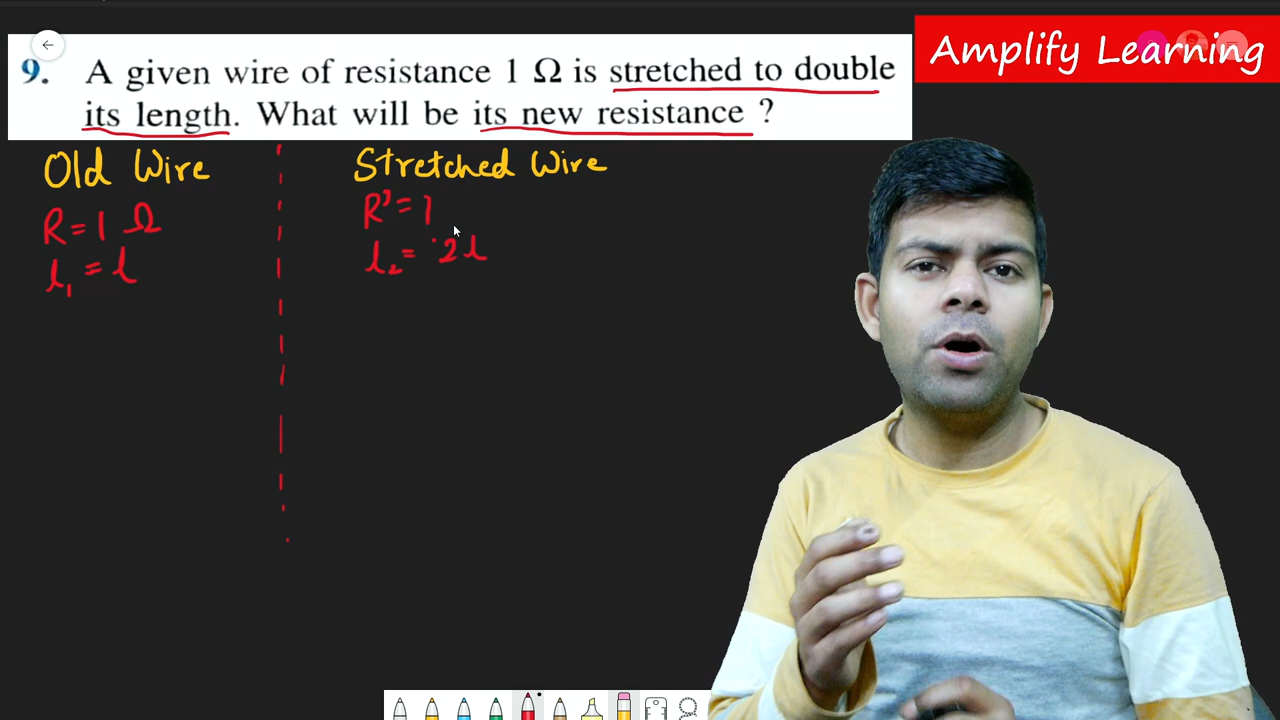 Amplify Learning
9. A given wire of resistance 1 Ω is stretched to double
its length. What will be its new resistance ?
Old Wire
R = 1 Ω
l₁ = l
Stretched Wire
R' = ?
l₂ = 2l